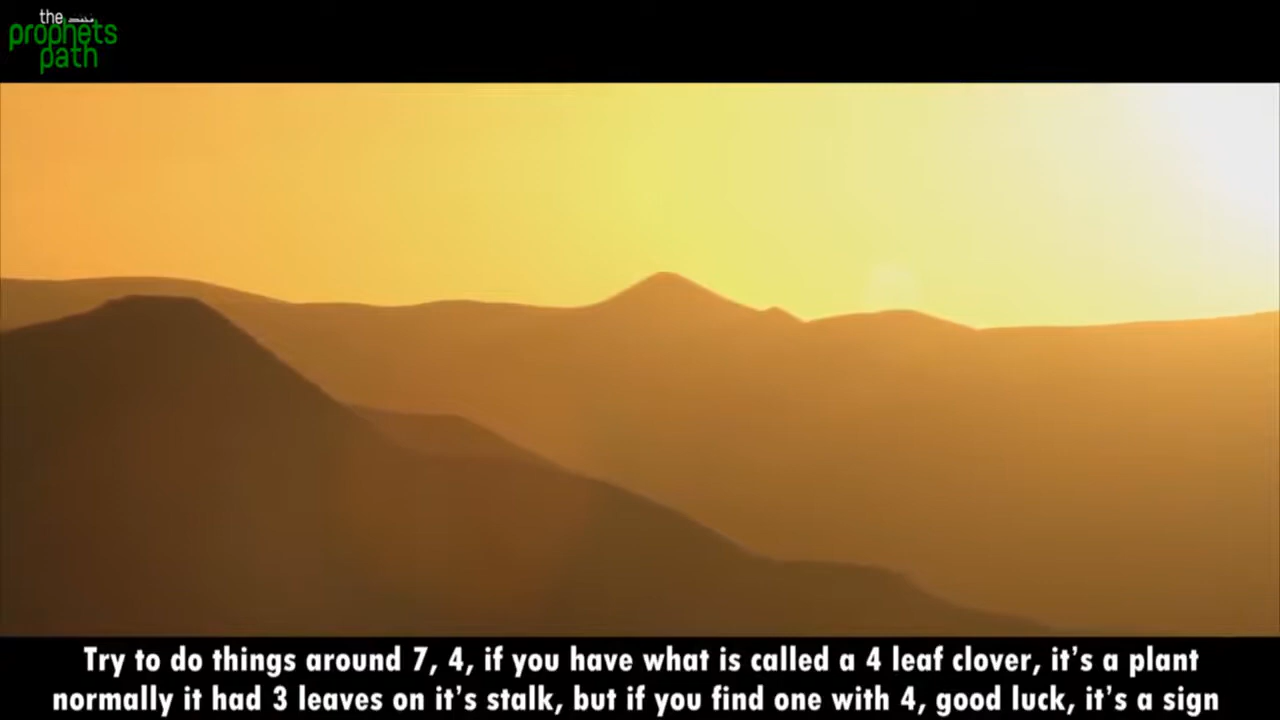 the
prophets
path
Try to do things around 7, 4, if you have what is called a 4 leaf clover, it's a plant
normally it had 3 leaves on it's stalk, but if you find one with 4, good luck, it's a sign